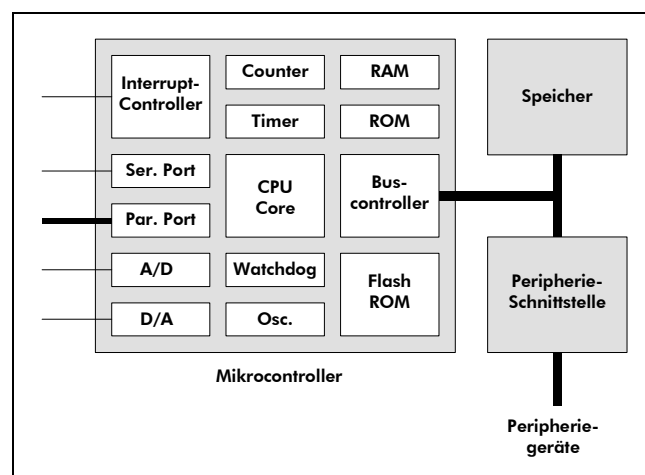 Interrupt-
Controller
Counter
RAM
Timer
ROM
Ser. Port
CPU
Core
Bus-
controller
Par. Port
A/D
Watchdog
Flash
ROM
D/A
Osc.
Mikrocontroller
Speicher
Peripherie-
Schnittstelle
Peripherie-
geräte